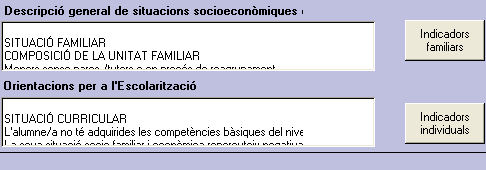 Descripció general de situacions socioeconòmiques
SITUACIÓ FAMILIAR
COMPOSICIÓ DE LA UNITAT FAMILIAR
Menors sense pares /tutors o en procés de reagrupament
Indicadors
familiars
Orientacions per a l'Escolarització
SITUACIÓ CURRICULAR
L'alumne/a no té adquirides les competències bàsiques del nive
La seva situació socio familiar i econòmica repercuteix negativa
Indicadors
individuals